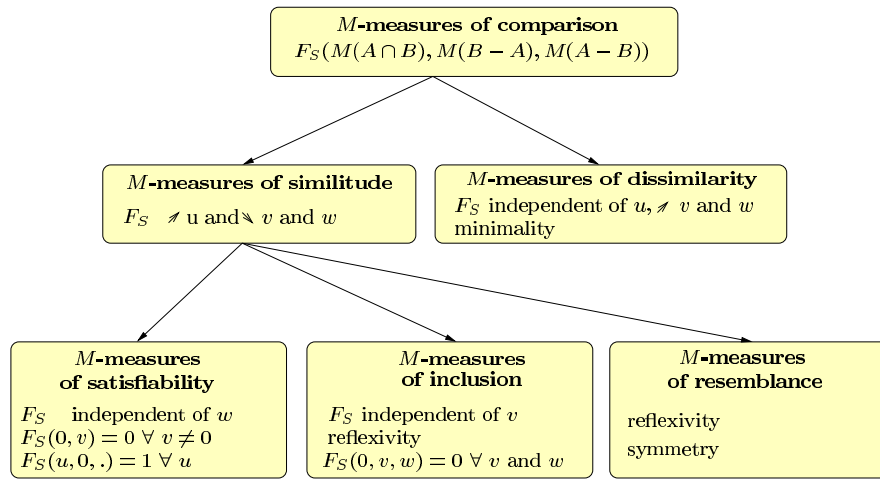 M-measures of comparison
F_S(M(A ∩ B), M(B − A), M(A − B))
M-measures of similitude
F_S ↗ u and ↘ v and w
M-measures of dissimilarity
F_S independent of u, ↗ v and w
minimality
M-measures
of satisfiability
F_S independent of w
F_S(0, v) = 0 ∀ v ≠ 0
F_S(u, 0, .) = 1 ∀ u
M-measures
of inclusion
F_S independent of v
reflexivity
F_S(0, v, w) = 0 ∀ v and w
M-measures
of resemblance
reflexivity
symmetry